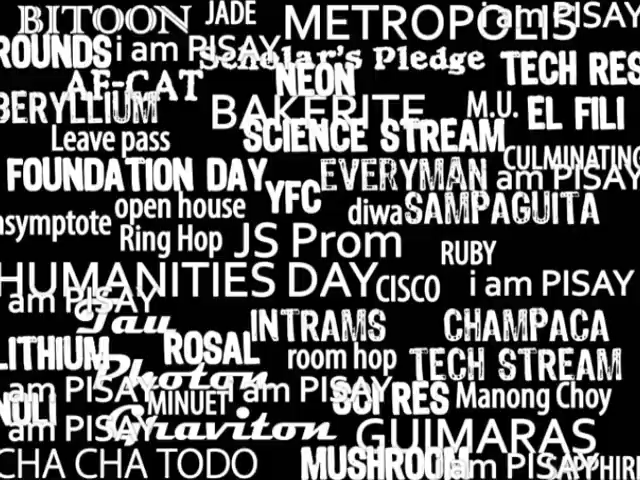 BITOON JADE METROPOLIS i am PISAY
ROUNDS i am PISAY Scholar's Pledge TECH RES
AF-CAT NEON
BERYLLIUM BAKERITE M.U. EL FILI
Leave pass SCIENCE STREAM CULMINATING
FOUNDATION DAY YFC EVERYMAN am PISAY
asymptote open house diwa SAMPAGUITA
Ring Hop JS Prom RUBY
HUMANITIES DAY CISCO i am PISAY
am PISAY
Tau INTRAMS CHAMPACA
LITHIUM ROSAL room hop TECH STREAM
Photon
am PISAY MINUET i am PISAY SCI RES Manong Choy
NOLI
am PISAY Graviton GUIMARAS
CHA CHA TODO MUSHROOM am PISAY SAPPHIRE